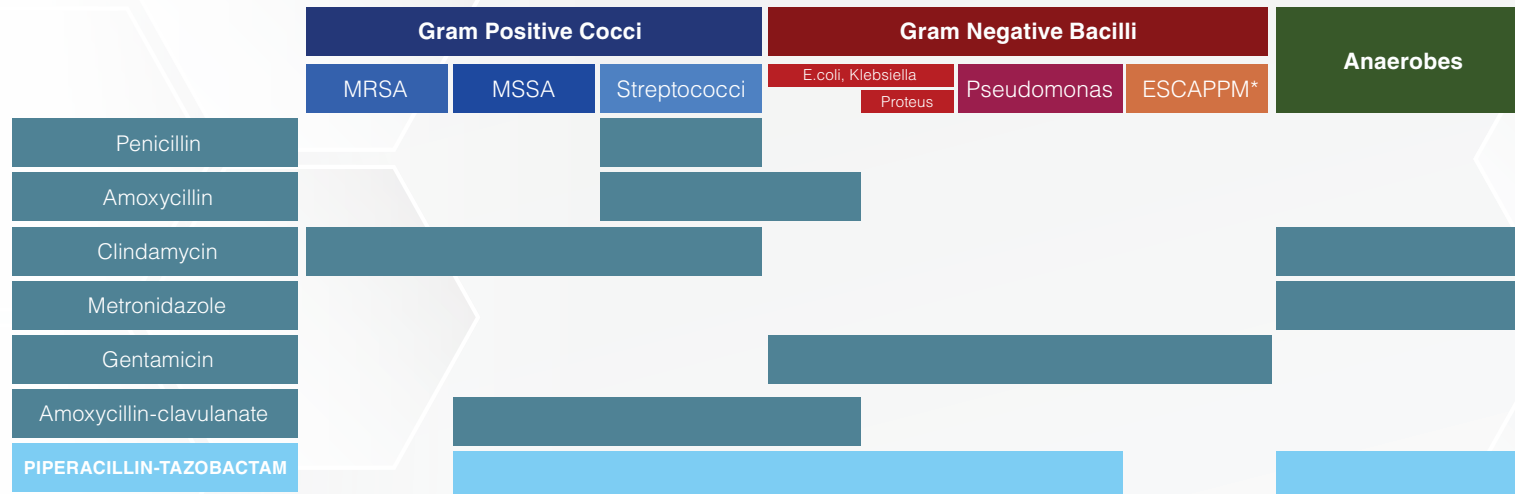 Gram Positive Cocci
Gram Negative Bacilli
Anaerobes
MRSA
MSSA
Streptococci
E.coli, Klebsiella
Proteus
Pseudomonas
ESCAPPM*
Penicillin
Amoxycillin
Clindamycin
Metronidazole
Gentamicin
Amoxycillin-clavulanate
PIPERACILLIN-TAZOBACTAM